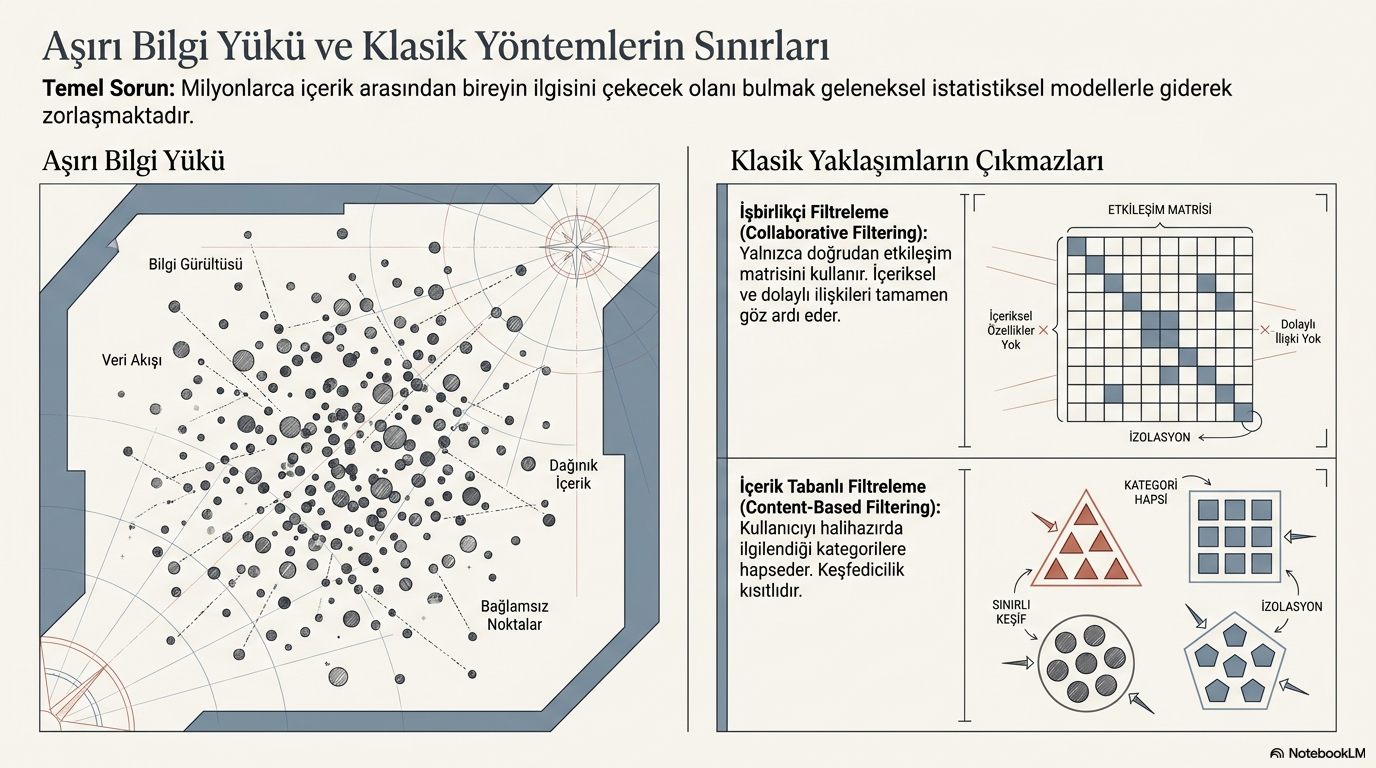 Aşırı Bilgi Yükü ve Klasik Yöntemlerin Sınırları
Temel Sorun: Milyonlarca içerik arasından bireyin ilgisini çekecek olanı bulmak geleneksel istatistiksel modellerle giderek
zorlaşmaktadır.
Aşırı Bilgi Yükü
Bilgi Gürültüsü
Veri Akışı
Dağınık
İçerik
Bağlamsız
Noktalar
Klasik Yaklaşımların Çıkmazları
İşbirlikçi Filtreleme
(Collaborative Filtering):
Yalnızca doğrudan etkileşim
matrisini kullanır. İçeriksel
ve dolaylı ilişkileri tamamen
göz ardı eder.
ETKİLEŞİM MATRİSİ
İçeriksel
Özellikler
Yok
Dolaylı
İlişki Yok
İZOLASYON
İçerik Tabanlı Filtreleme
(Content-Based Filtering):
Kullanıcıyı halihazırda
ilgilendiği kategorilere
hapseder. Keşfedicilik
kısıtlıdır.
KATEGORİ
HAPSİ
SINIRLI
KEŞİF
İZOLASYON
NotebookLM